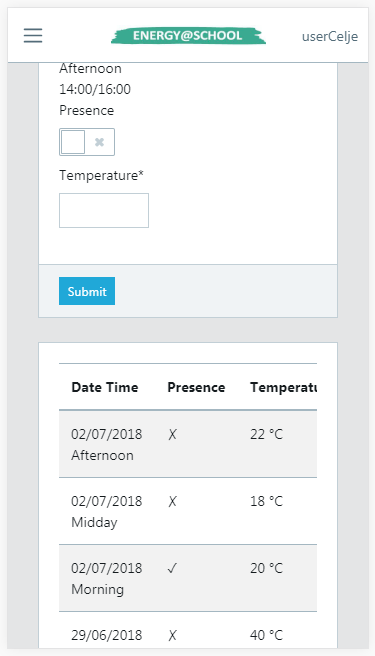 ENERGY@SCHOOL
userCelje
Afternoon
14:00/16:00
Presence
✖
Temperature*
Submit
Date Time Presence Temperatu
02/07/2018 ✗ 22 °C
Afternoon
02/07/2018 ✗ 18 °C
Midday
02/07/2018 ✓ 20 °C
Morning
29/06/2018 ✗ 40 °C